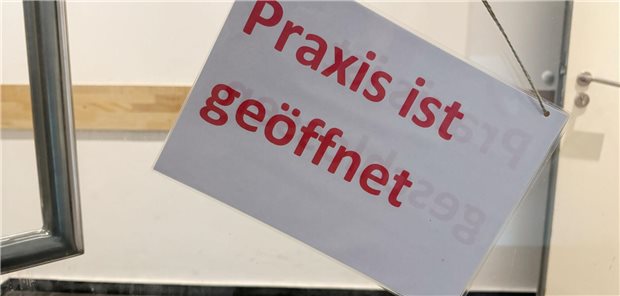 Praxis ist
geöffnet